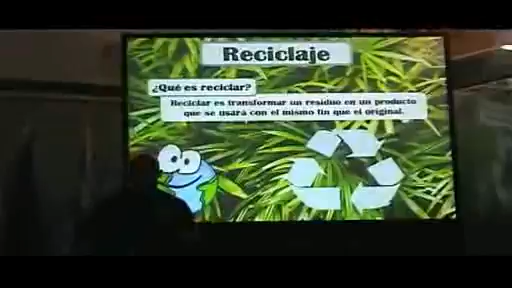 Reciclaje
¿Qué es reciclar?
Reciclar es transformar un residuo en un producto
que se usará con el mismo fin que el original.